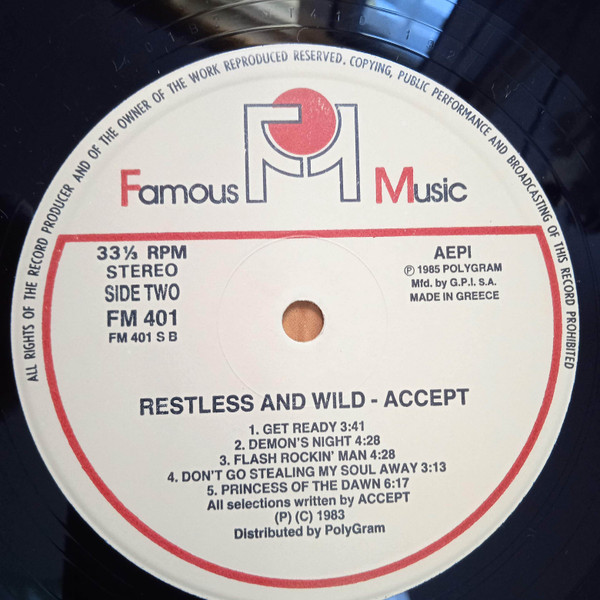 ALL RIGHTS OF THE RECORD PRODUCER AND OF THE OWNER OF THE WORK REPRODUCED RESERVED. COPYING, PUBLIC PERFORMANCE AND BROADCASTING OF THIS RECORD PROHIBITED
Famous Music
33⅓ RPM
STEREO
SIDE TWO
FM 401
FM 401 S B
AEPI
Ⓟ 1985 POLYGRAM
Mfd. by G.P.I. S.A.
MADE IN GREECE
RESTLESS AND WILD - ACCEPT
1. GET READY 3:41
2. DEMON'S NIGHT 4:28
3. FLASH ROCKIN' MAN 4:28
4. DON'T GO STEALING MY SOUL AWAY 3:13
5. PRINCESS OF THE DAWN 6:17
All selections written by ACCEPT
(P) (C) 1983
Distributed by PolyGram